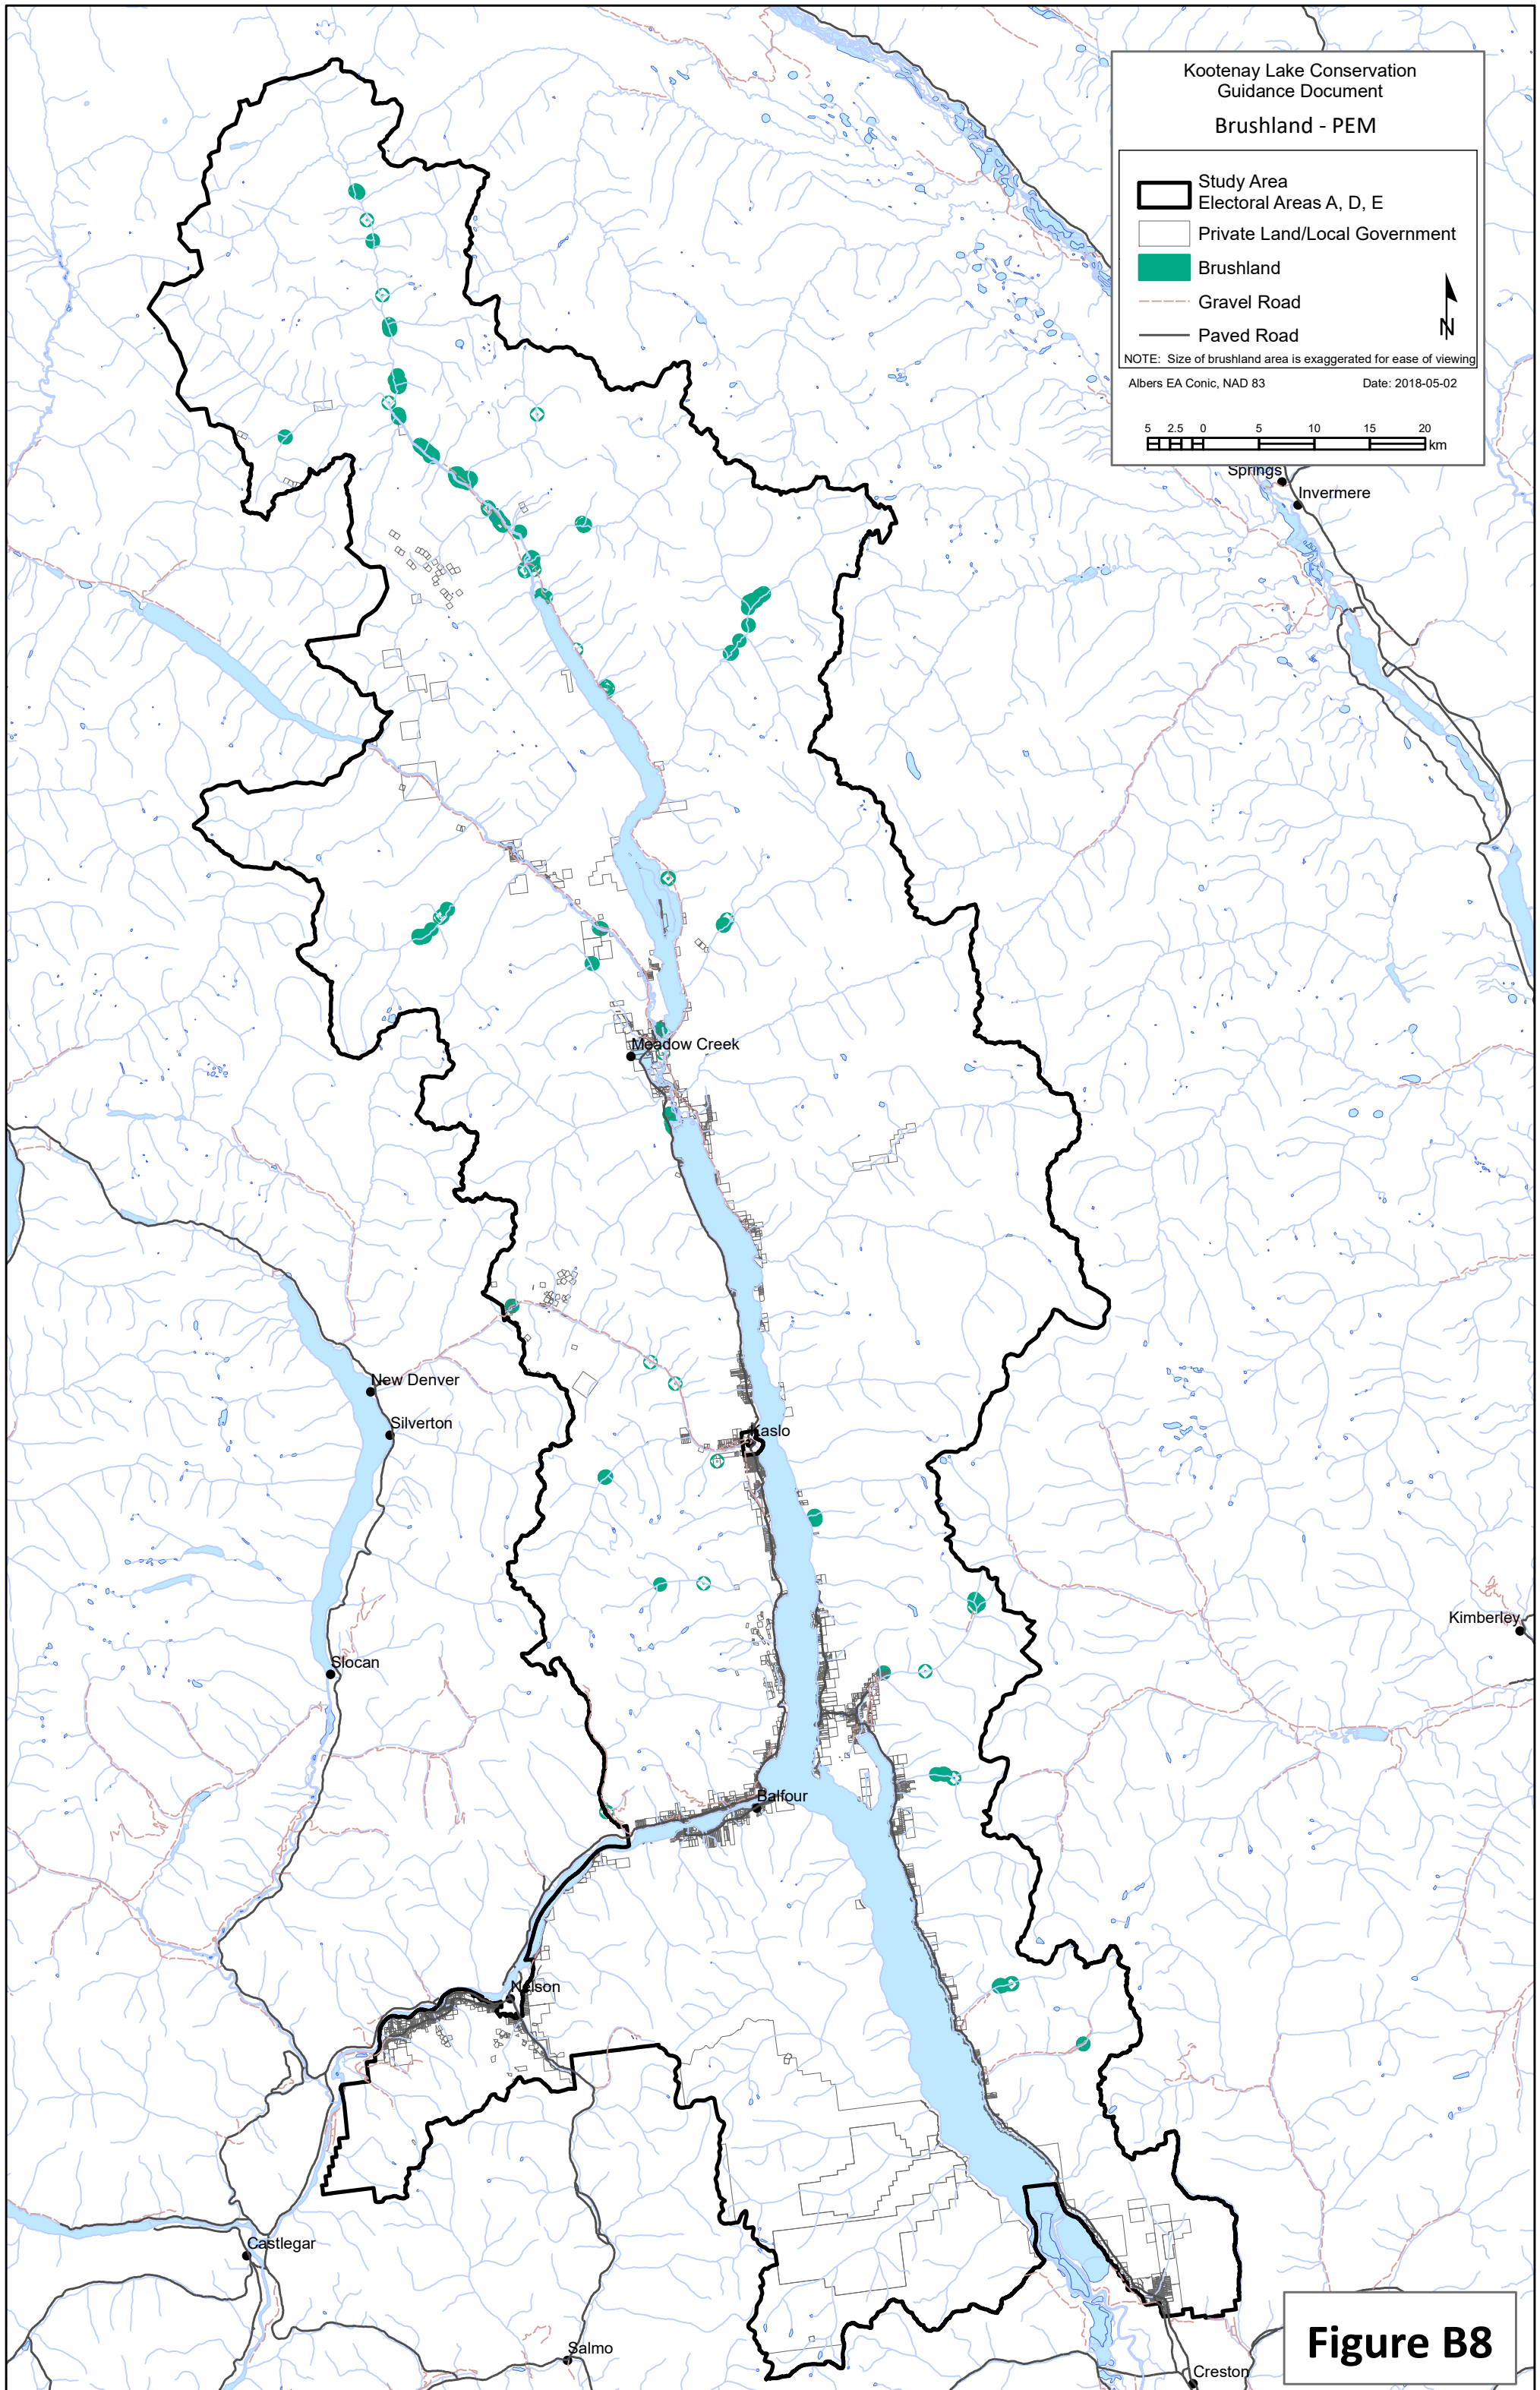 Kootenay Lake Conservation
Guidance Document
Brushland - PEM
Study Area
Electoral Areas A, D, E
Private Land/Local Government
Brushland
Gravel Road
Paved Road
N
NOTE: Size of brushland area is exaggerated for ease of viewing
Albers EA Conic, NAD 83 Date: 2018-05-02
5 2.5 0 5 10 15 20
km
Springs
Invermere
Meadow Creek
New Denver
Silverton
Kaslo
Kimberley
Slocan
Balfour
Nelson
Castlegar
Salmo
Creston
Figure B8